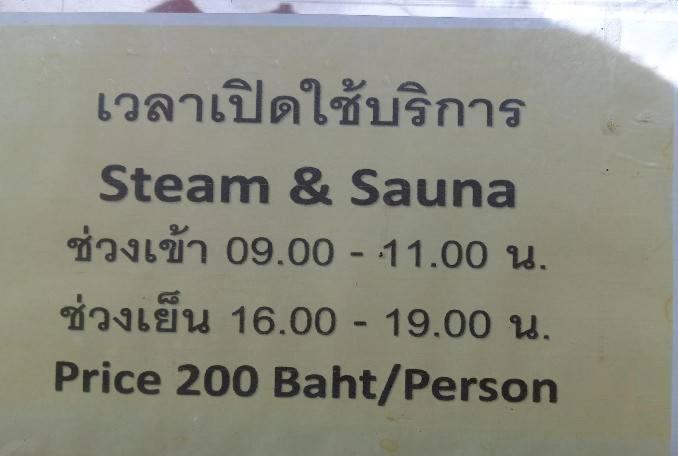 เวลาเปิดใช้บริการ
Steam & Sauna
ช่วงเข้า 09.00 - 11.00 น.
ช่วงเย็น 16.00 - 19.00 น.
Price 200 Baht/Person